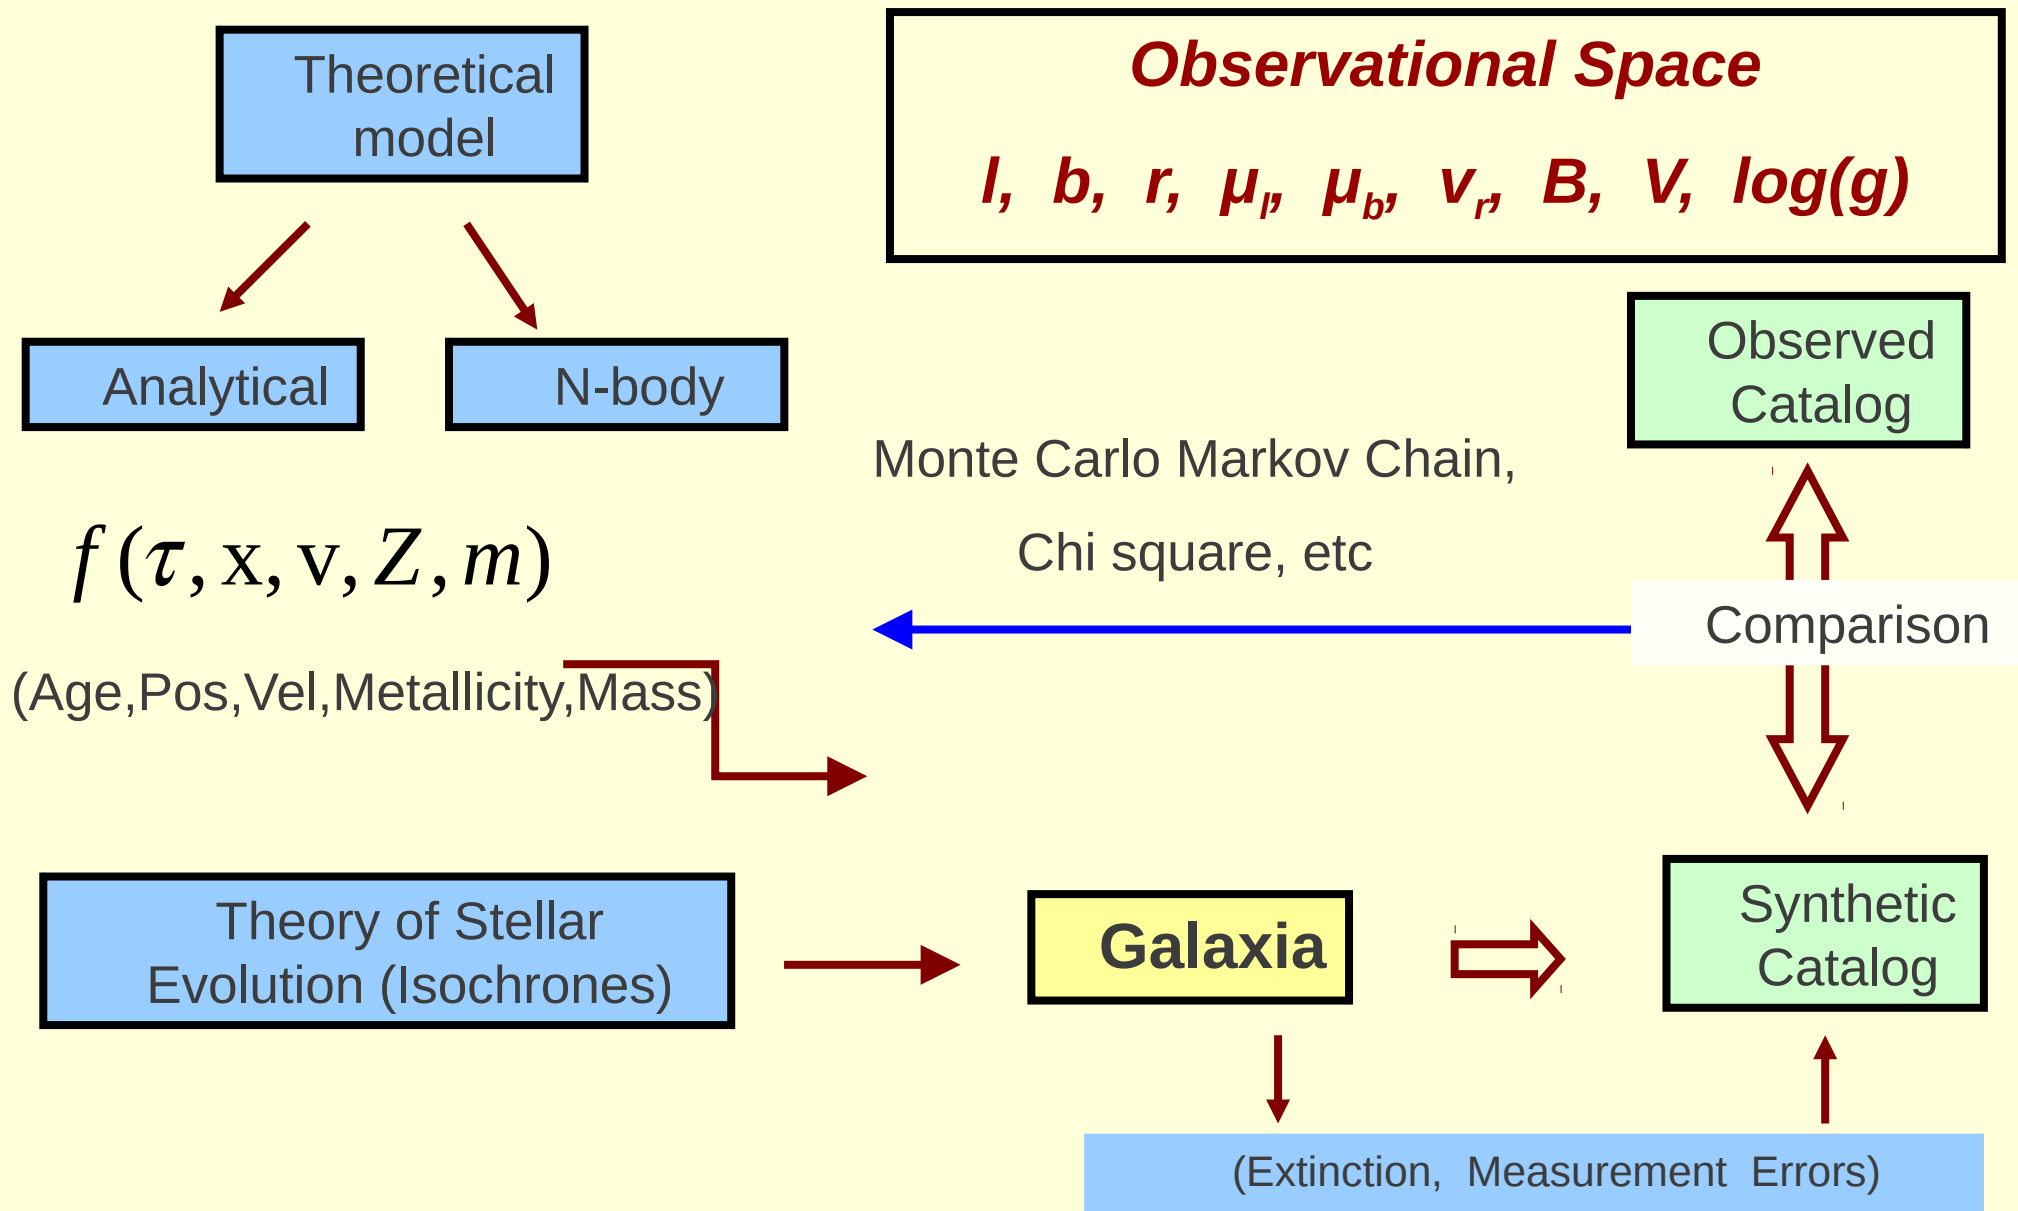 Theoretical
model
Observational Space
l, b, r, μl, μb, vr, B, V, log(g)
Analytical
N-body
Observed
Catalog
Monte Carlo Markov Chain,
Chi square, etc
f(τ, x, v, Z, m)
Comparison
(Age,Pos,Vel,Metallicity,Mass)
Theory of Stellar
Evolution (Isochrones)
Galaxia
Synthetic
Catalog
(Extinction, Measurement Errors)